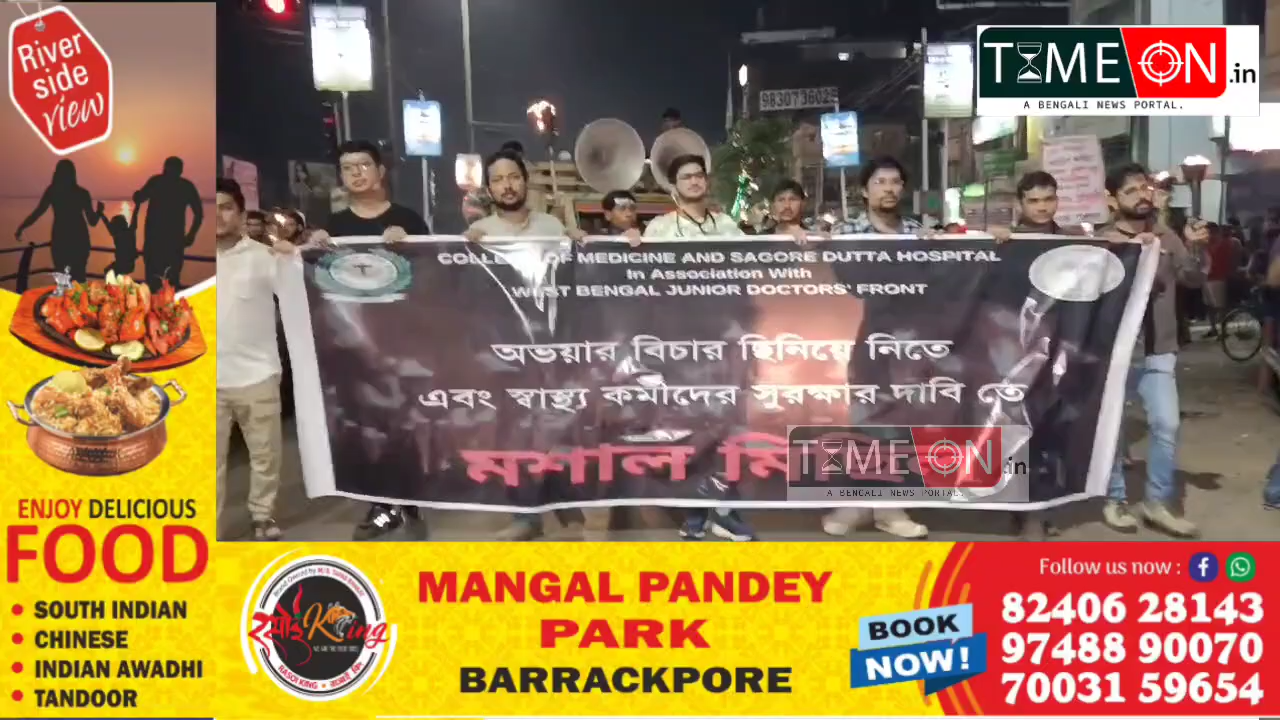 River
side
view
TIMEON.in
A BENGALI NEWS PORTAL.
COLLEGE OF MEDICINE AND SAGORE DUTTA HOSPITAL
In Association With
WEST BENGAL JUNIOR DOCTORS' FRONT
অভয়ার বিচার ছিনিয়ে নিতে
এবং স্বাস্থ্য কর্মীদের সুরক্ষার দাবি তে
মশাল
TIMEON.in
A BENGALI NEWS PORTAL.
ENJOY DELICIOUS
FOOD
• SOUTH INDIAN
• CHINESE
• INDIAN AWADHI
• TANDOOR
King
RASOI KING
MANGAL PANDEY
PARK
BARRACKPORE
BOOK
NOW!
Follow us now :
82406 28143
97488 90070
70031 59654